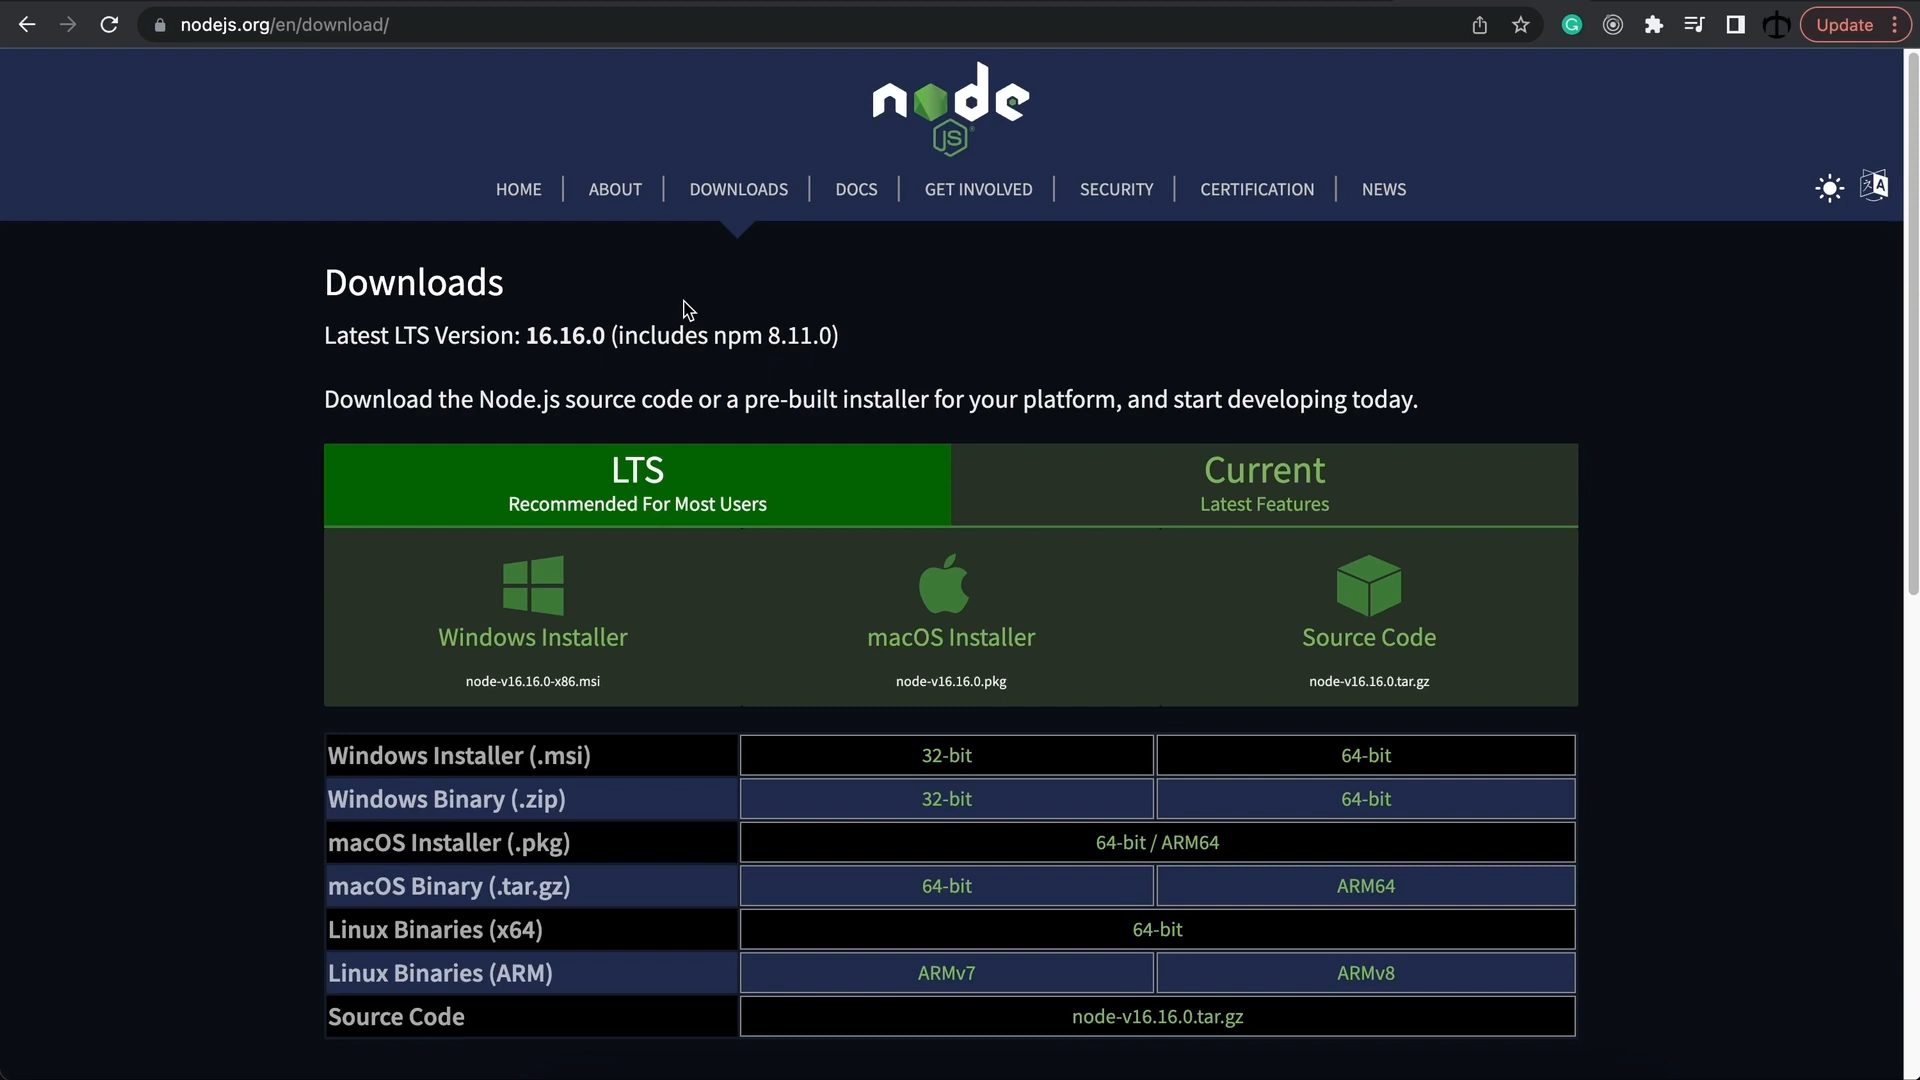 nodejs.org/en/download/
Update
node
JS
HOME ABOUT DOWNLOADS DOCS GET INVOLVED SECURITY CERTIFICATION NEWS
Downloads
Latest LTS Version: 16.16.0 (includes npm 8.11.0)
Download the Node.js source code or a pre-built installer for your platform, and start developing today.
LTS
Recommended For Most Users
Current
Latest Features
Windows Installer
node-v16.16.0-x86.msi
macOS Installer
node-v16.16.0.pkg
Source Code
node-v16.16.0.tar.gz
Windows Installer (.msi) 32-bit 64-bit
Windows Binary (.zip) 32-bit 64-bit
macOS Installer (.pkg) 64-bit / ARM64
macOS Binary (.tar.gz) 64-bit ARM64
Linux Binaries (x64) 64-bit
Linux Binaries (ARM) ARMv7 ARMv8
Source Code node-v16.16.0.tar.gz